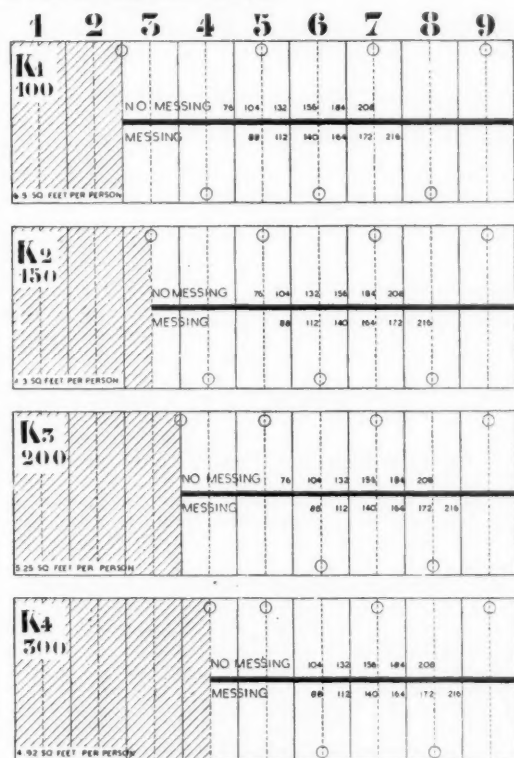 1 2 3 4 5 6 7 8 9
K1
100
NO MESSING 76 104 132 156 184 208
MESSING 88 112 140 164 172 216
6.5 SQ FEET PER PERSON
K2
150
NO MESSING 76 104 132 156 184 208
MESSING 88 112 140 164 172 216
SQ FEET PER PERSON
K3
200
NO MESSING 76 104 132 156 184 208
MESSING 88 112 140 164 172 216
5.25 SQ FEET PER PERSON
K4
300
NO MESSING 104 132 156 184 208
MESSING 88 112 140 164 172 216
4.92 SQ FEET PER PERSON